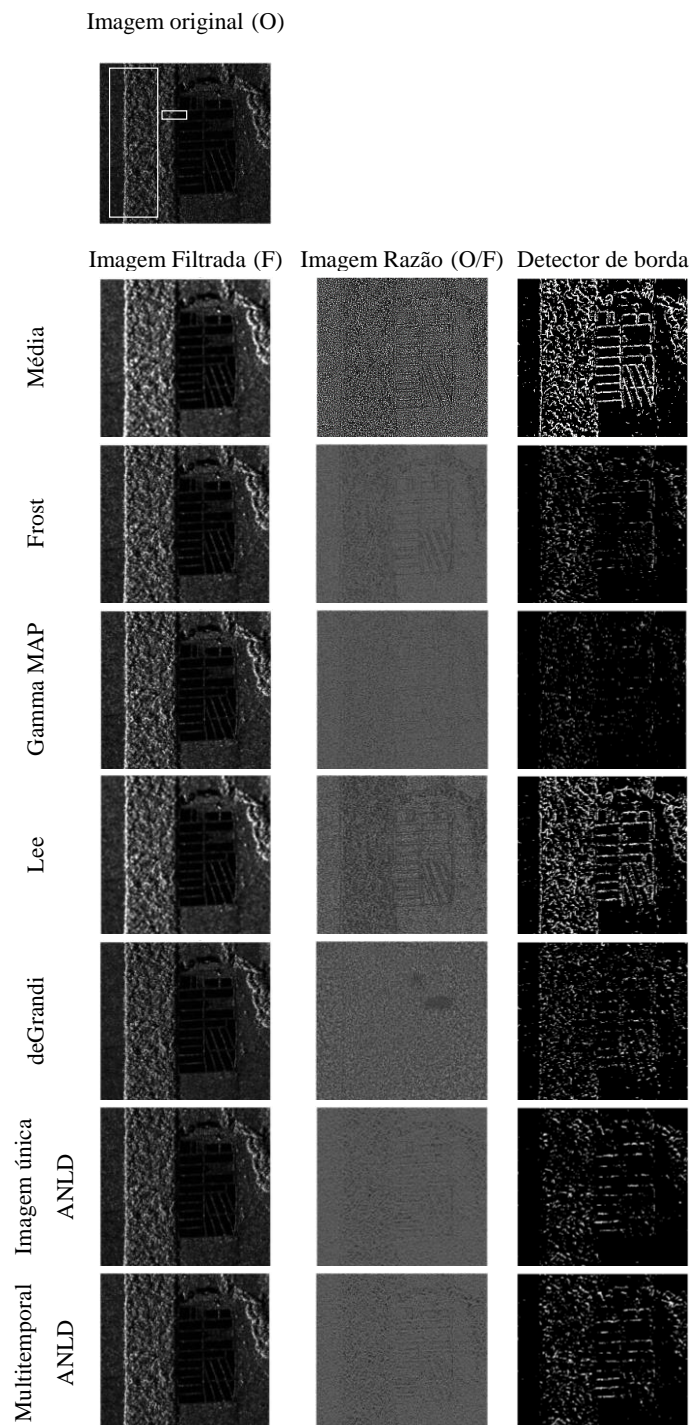 Imagem original (O)
Imagem Filtrada (F) Imagem Razão (O/F) Detector de borda
Média
Frost
Gamma MAP
Lee
deGrandi
Imagem única
ANLD
Multitemporal
ANLD